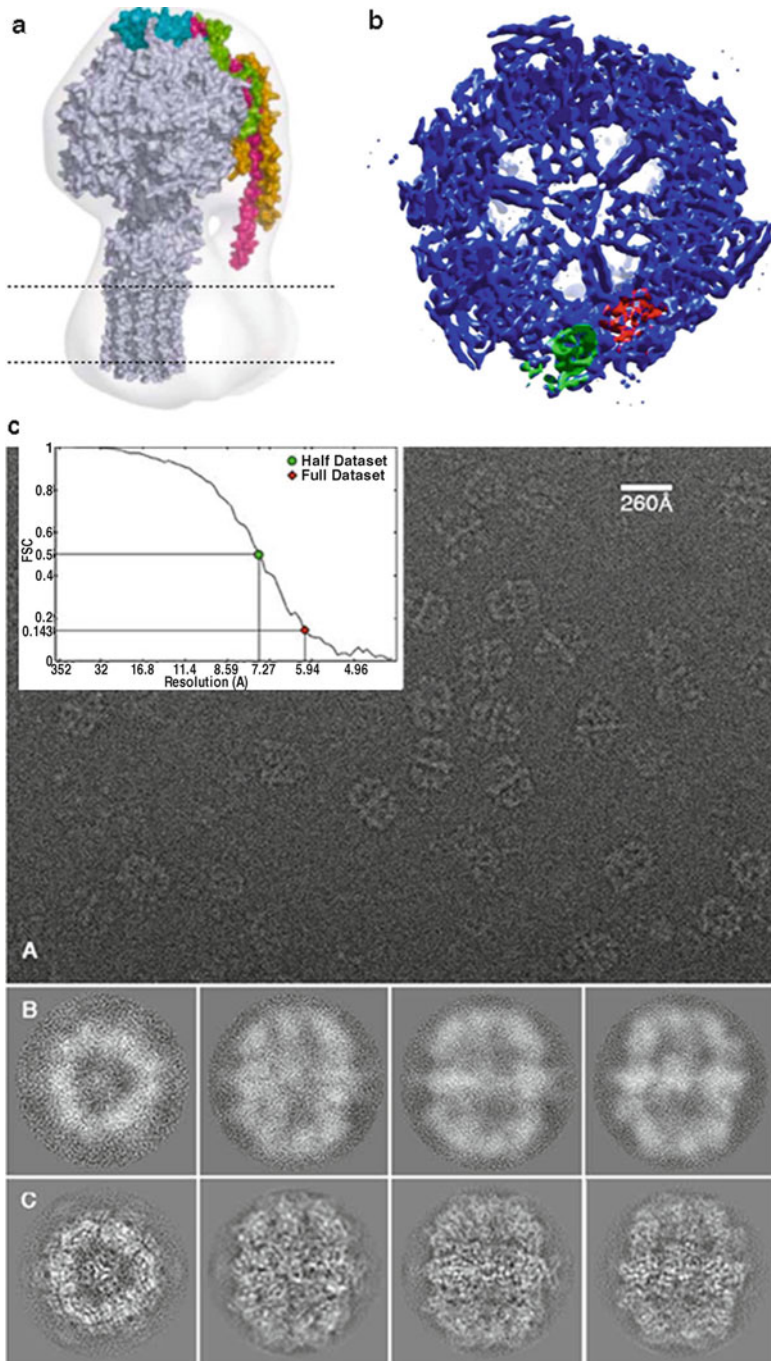 a
b
c
FSC
1
0.8
0.6
0.5
0.4
0.2
0.143
0
352 32 16.8 11.4 8.59 7.27 5.94 4.96
Resolution (A)
Half Dataset
Full Dataset
260Å
A
B
C